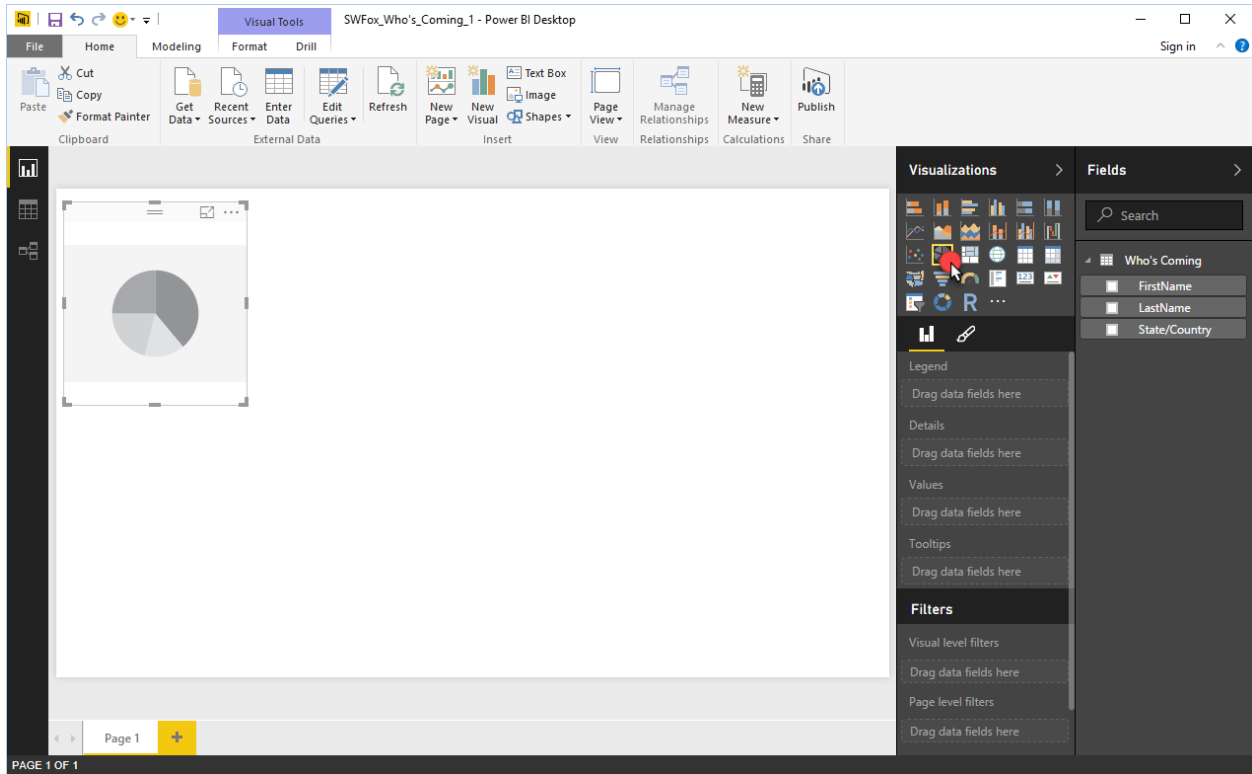 Visual Tools
SWFox_Who's_Coming_1 - Power BI Desktop
File
Home
Modeling
Format
Drill
Sign in
Paste
Cut
Copy
Format Painter
Get Data
Recent Sources
Enter Data
Edit Queries
Refresh
New Page
New Visual
Text Box
Image
Shapes
Page View
Manage Relationships
New Measure
Publish
Clipboard
External Data
Insert
View
Relationships
Calculations
Share
Visualizations
Fields
Search
Who's Coming
FirstName
LastName
State/Country
123
R
Legend
Drag data fields here
Details
Drag data fields here
Values
Drag data fields here
Tooltips
Drag data fields here
Filters
Visual level filters
Drag data fields here
Page level filters
Drag data fields here
Page 1
PAGE 1 OF 1